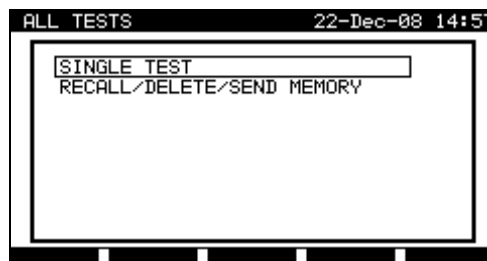 ALL TESTS 22-Dec-08 14:57
SINGLE TEST
RECALL/DELETE/SEND MEMORY